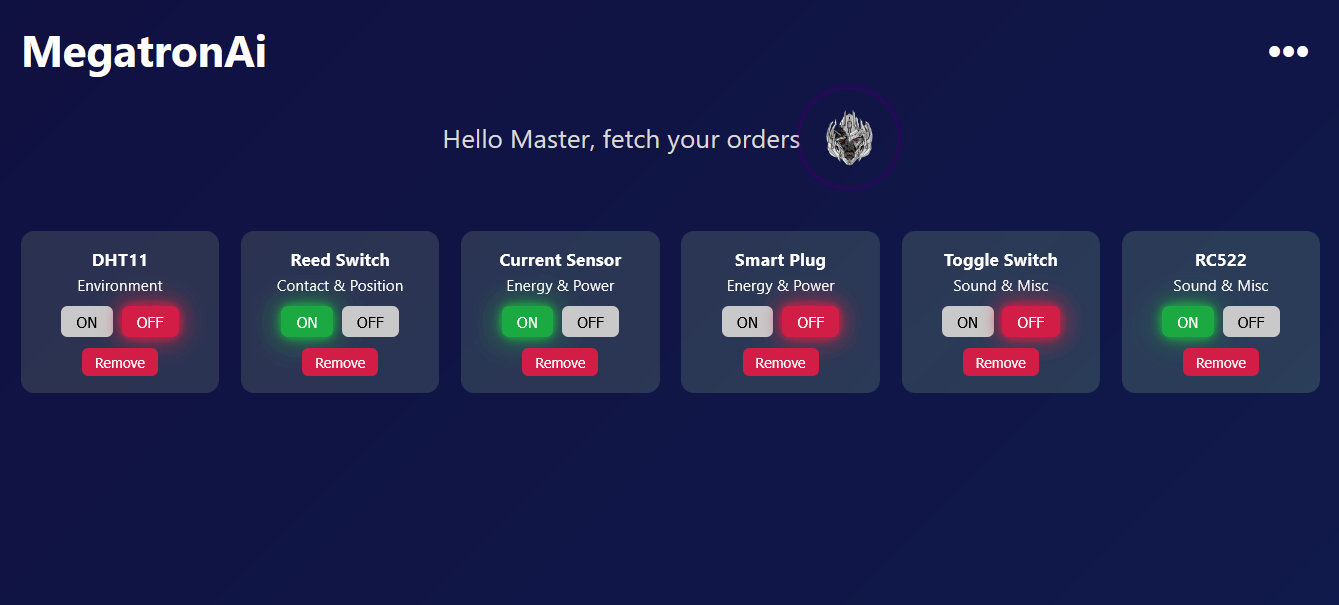 MegatronAi
Hello Master, fetch your orders
DHT11
Environment
ON OFF
Remove
Reed Switch
Contact & Position
ON OFF
Remove
Current Sensor
Energy & Power
ON OFF
Remove
Smart Plug
Energy & Power
ON OFF
Remove
Toggle Switch
Sound & Misc
ON OFF
Remove
RC522
Sound & Misc
ON OFF
Remove